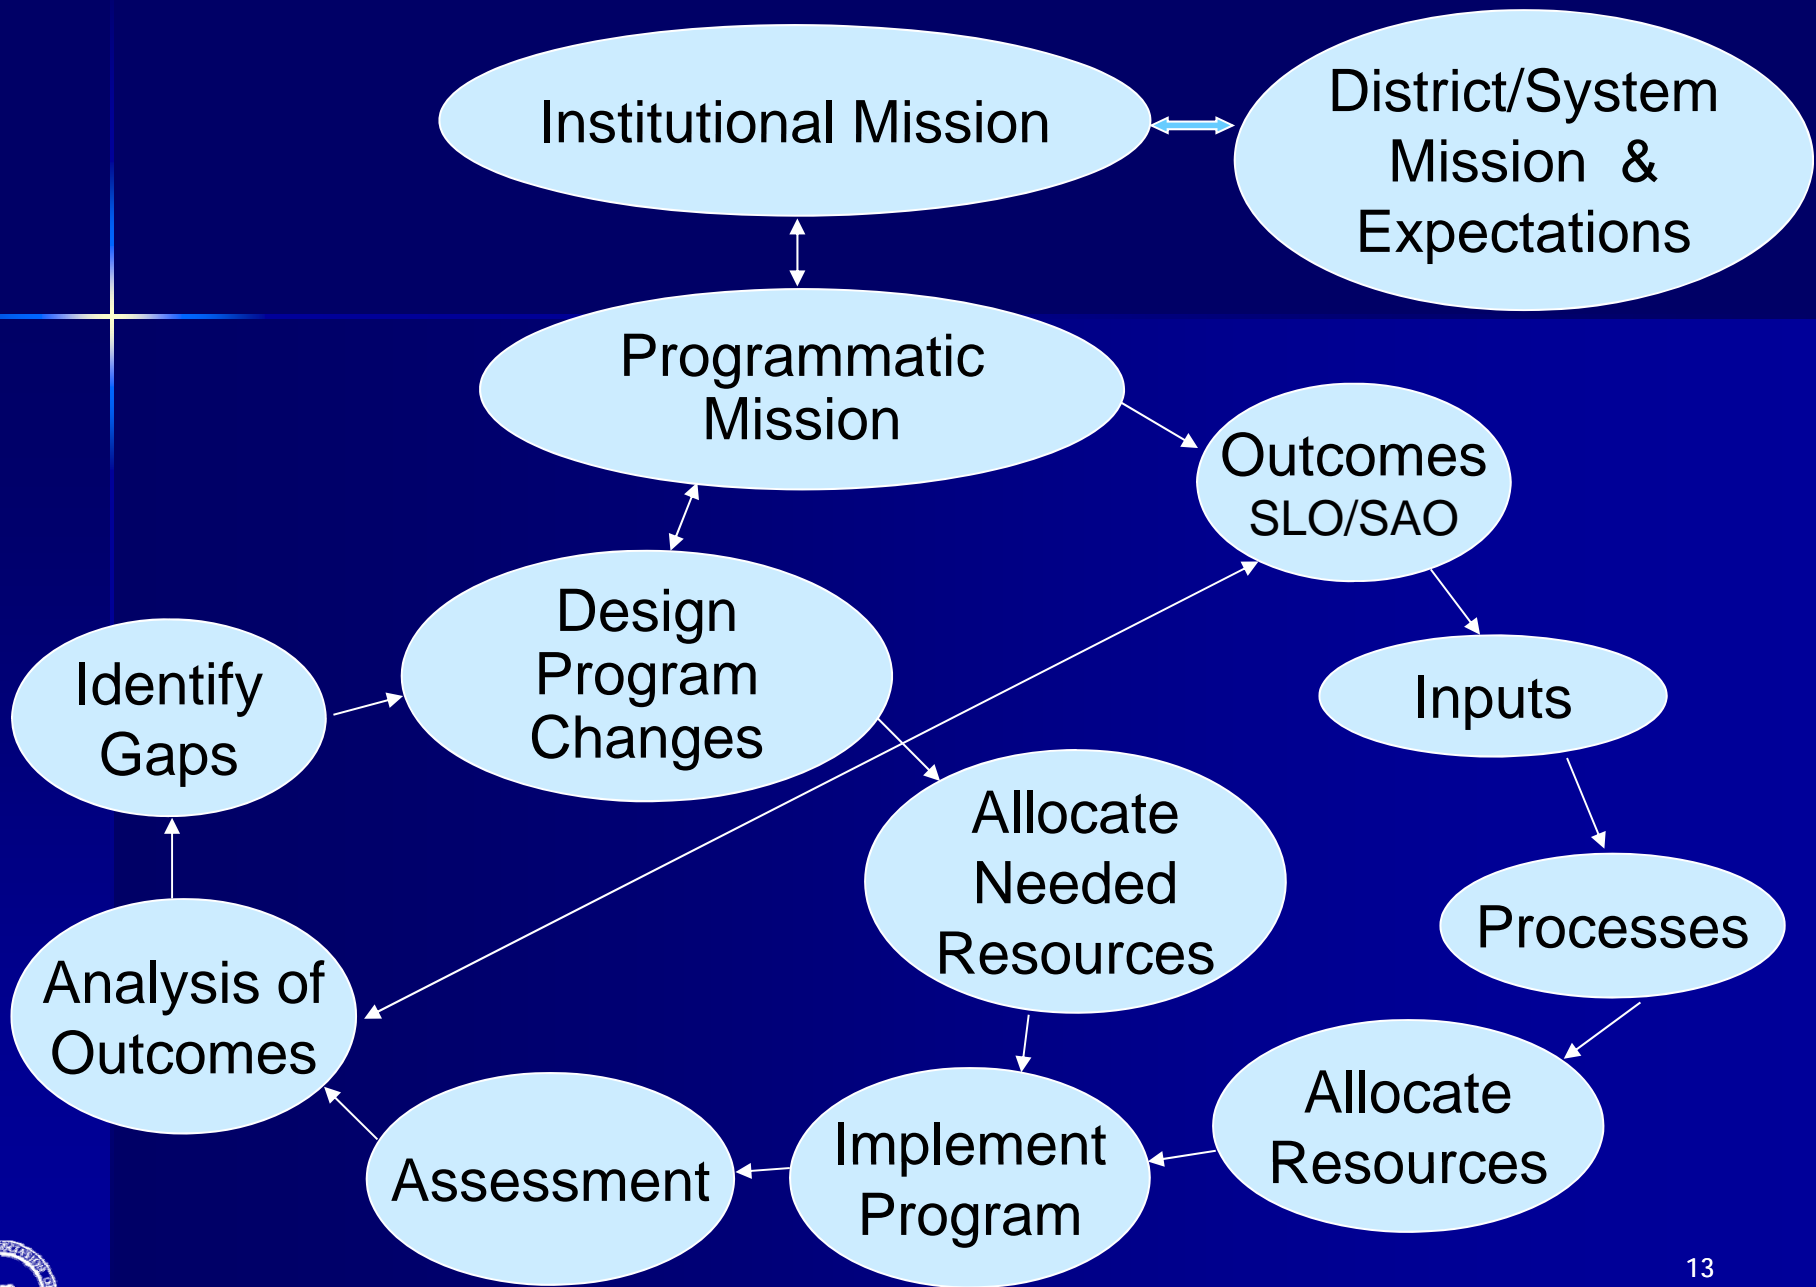 Institutional Mission
District/System
Mission &
Expectations
Programmatic
Mission
Outcomes
SLO/SAO
Design
Program
Changes
Identify
Gaps
Inputs
Allocate
Needed
Resources
Processes
Analysis of
Outcomes
Allocate
Resources
Implement
Program
Assessment
13